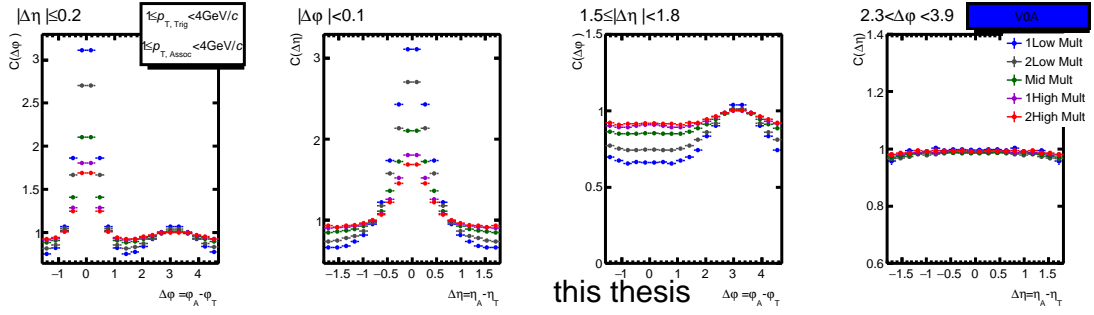 |Δη|≤0.2
1≤p_T, Trig <4GeV/c
1≤p_T, Assoc <4GeV/c
C(Δφ)
3
2.5
2
1.5
1
−1 0 1 2 3 4
Δφ =φ_A-φ_T
|Δφ|<0.1
C(Δη)
3
2
1
−1.5 −1 −0.5 0 0.5 1 1.5
Δη =η_A-η_T
1.5≤|Δη|<1.8
C(Δφ)
1.5
1
0.5
0
−1 0 1 2 3 4
this thesis
Δφ =φ_A-φ_T
2.3<Δφ <3.9
V0A
1Low Mult
2Low Mult
Mid Mult
1High Mult
2High Mult
C(Δη)
1.4
1.2
1
0.8
0.6
−1.5 −1 −0.5 0 0.5 1 1.5
Δη=η_A-η_T